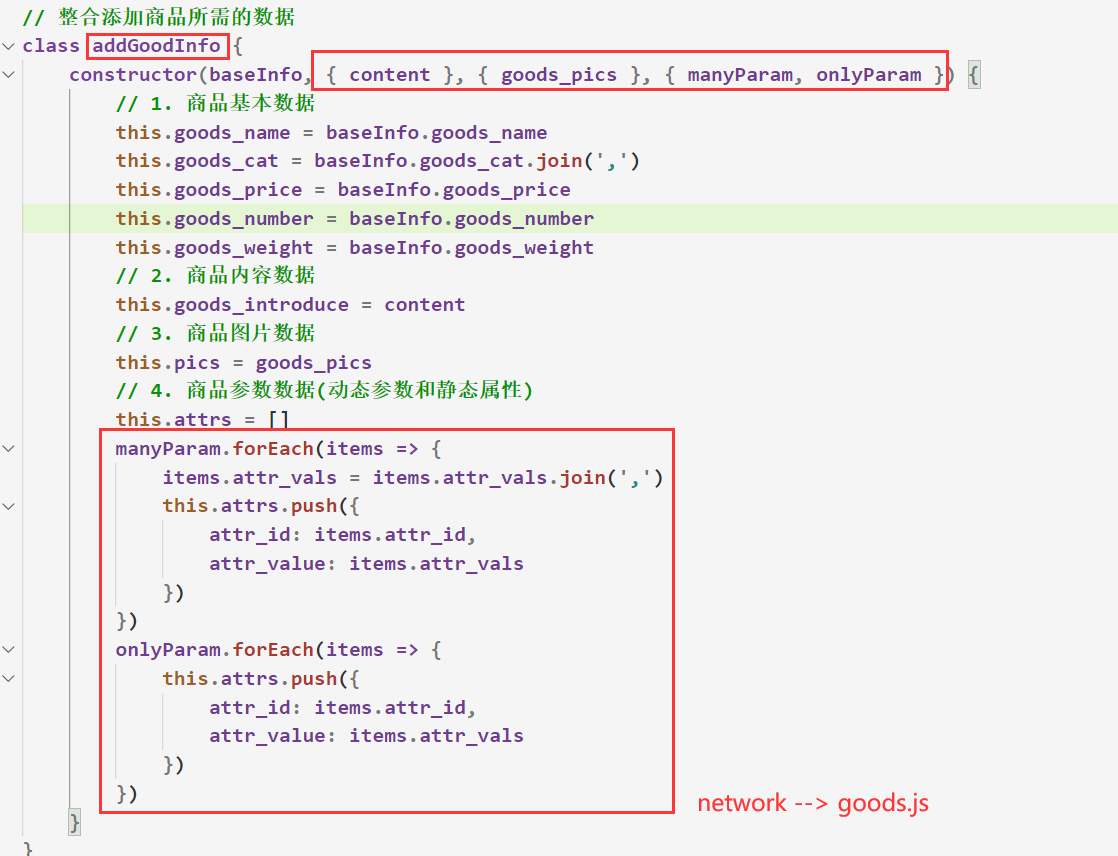 // 整合添加商品所需的数据
class addGoodInfo {
constructor(baseInfo, { content }, { goods_pics }, { manyParam, onlyParam }) {
// 1. 商品基本数据
this.goods_name = baseInfo.goods_name
this.goods_cat = baseInfo.goods_cat.join(',')
this.goods_price = baseInfo.goods_price
this.goods_number = baseInfo.goods_number
this.goods_weight = baseInfo.goods_weight
// 2. 商品内容数据
this.goods_introduce = content
// 3. 商品图片数据
this.pics = goods_pics
// 4. 商品参数数据(动态参数和静态属性)
this.attrs = []
manyParam.forEach(items => {
items.attr_vals = items.attr_vals.join(',')
this.attrs.push({
attr_id: items.attr_id,
attr_value: items.attr_vals
})
})
onlyParam.forEach(items => {
this.attrs.push({
attr_id: items.attr_id,
attr_value: items.attr_vals
})
})
network --> goods.js
}
}